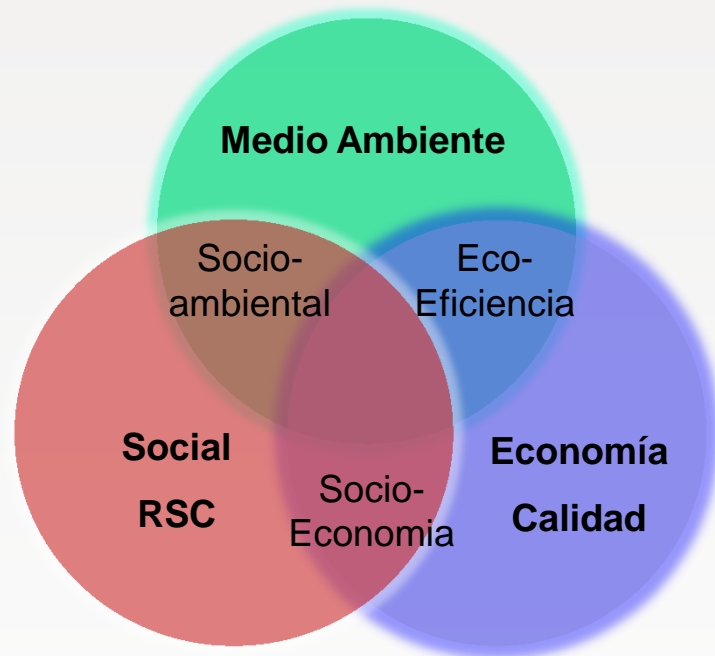 Medio Ambiente
Socio-
ambiental
Eco-
Eficiencia
Social
RSC
Socio-
Economia
Economía
Calidad